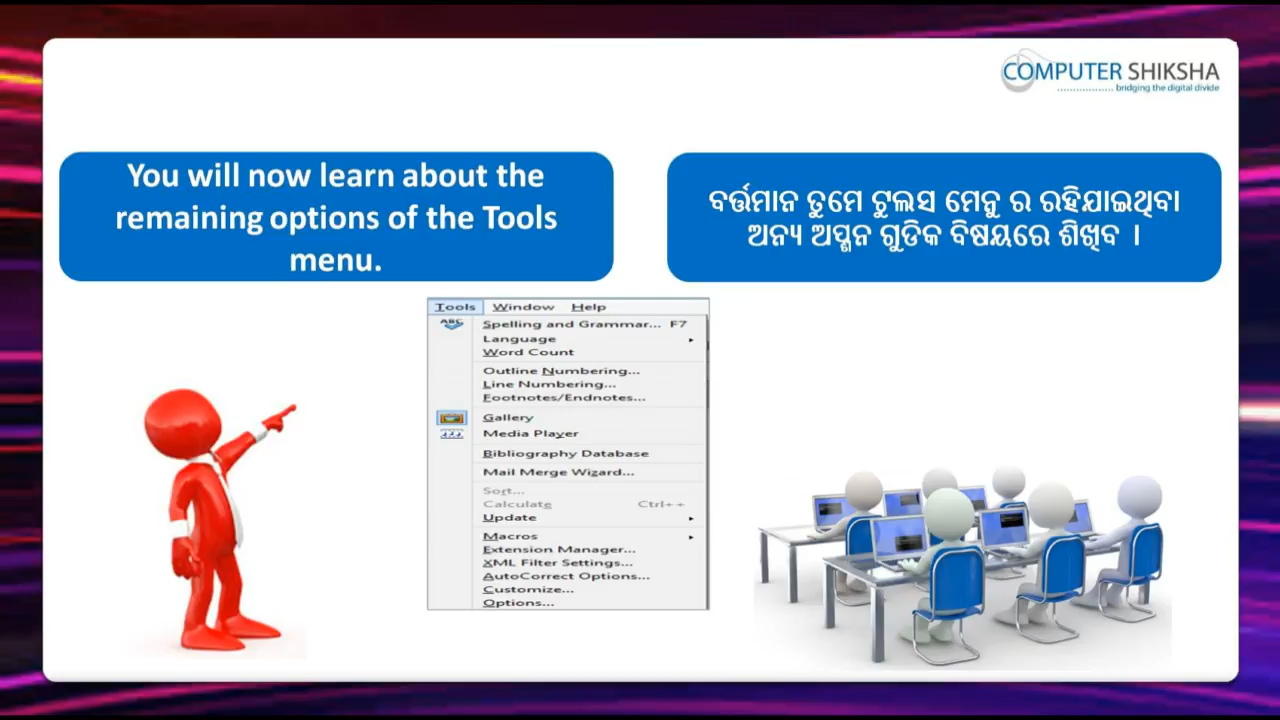 COMPUTER SHIKSHA
bridging the digital divide
You will now learn about the
remaining options of the Tools
menu.
ବର୍ତ୍ତମାନ ତୁମେ ଟୁଲସ ମେନୁ ର ରହିଯାଇଥିବା
ଅନ୍ୟ ଅପ୍ସନ ଗୁଡିକ ବିଷୟରେ ଶିଖିବ ।
Tools Window Help
ABC Spelling and Grammar... F7
Language
Word Count
Outline Numbering...
Line Numbering...
Footnotes/Endnotes...
Gallery
Media Player
Bibliography Database
Mail Merge Wizard...
Sort...
Calculate Ctrl++
Update
Macros
Extension Manager...
XML Filter Settings...
AutoCorrect Options...
Customize...
Options...